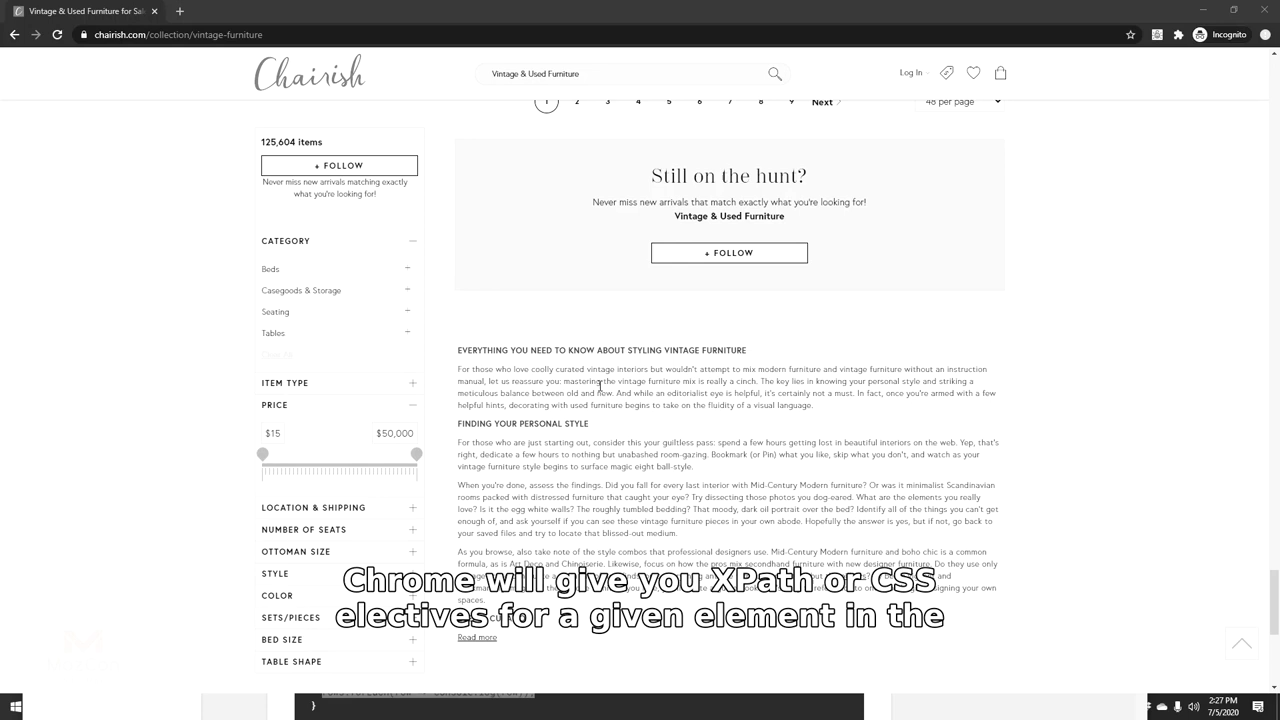 Vintage & Used Furniture for Sal
chairish.com/collection/vintage-furniture
Incognito
Chairish
Vintage & Used Furniture
Log In
1 2 3 4 5 6 7 8 9 Next
48 per page
125,604 items
+ FOLLOW
Never miss new arrivals matching exactly
what you're looking for!
CATEGORY
Beds
Casegoods & Storage
Seating
Tables
ITEM TYPE
PRICE
$15 $50,000
LOCATION & SHIPPING
NUMBER OF SEATS
OTTOMAN SIZE
STYLE
COLOR
SETS/PIECES
BED SIZE
TABLE SHAPE
Still on the hunt?
Never miss new arrivals that match exactly what you're looking for!
Vintage & Used Furniture
+ FOLLOW
EVERYTHING YOU NEED TO KNOW ABOUT STYLING VINTAGE FURNITURE
For those who love coolly curated vintage interiors but wouldn't attempt to mix modern furniture and vintage furniture without an instruction
manual, let us reassure you: mastering the vintage furniture mix is really a cinch. The key lies in knowing your personal style and striking a
meticulous balance between old and new. And while an editorialist eye is helpful, it's certainly not a must. In fact, once you're armed with a few
helpful hints, decorating with used furniture begins to take on the fluidity of a visual language.
FINDING YOUR PERSONAL STYLE
For those who are just starting out, consider this your guiltless pass: spend a few hours getting lost in beautiful interiors on the web. Yep, that's
right, dedicate a few hours to nothing but unabashed room-gazing. Bookmark (or Pin) what you like, skip what you don't, and watch as your
vintage furniture style begins to surface magic eight ball-style.
When you're done, assess the findings. Did you fall for every last interior with Mid-Century Modern furniture? Or was it minimalist Scandinavian
rooms packed with distressed furniture that caught your eye? Try dissecting those photos you dog-eared. What are the elements you really
love? Is it the egg white walls? The roughly tumbled bedding? That moody, dark oil portrait over the bed? Identify all of the things you can't get
enough of, and ask yourself if you can see these vintage furniture pieces in your own abode. Hopefully the answer is yes, but if not, go back to
your saved files and try to locate that blissed-out medium.
As you browse, also take note of the style combos that professional designers use. Mid-Century Modern furniture and boho chic is a common
formula, as is Art Deco and Chinoiserie. Likewise, focus on how the pros mix secondhand furniture with new designer furniture. Do they use only
spaces.
Read more
Chrome will give you XPath or CSS
electives for a given element in the
}
2:27 PM
7/5/2020